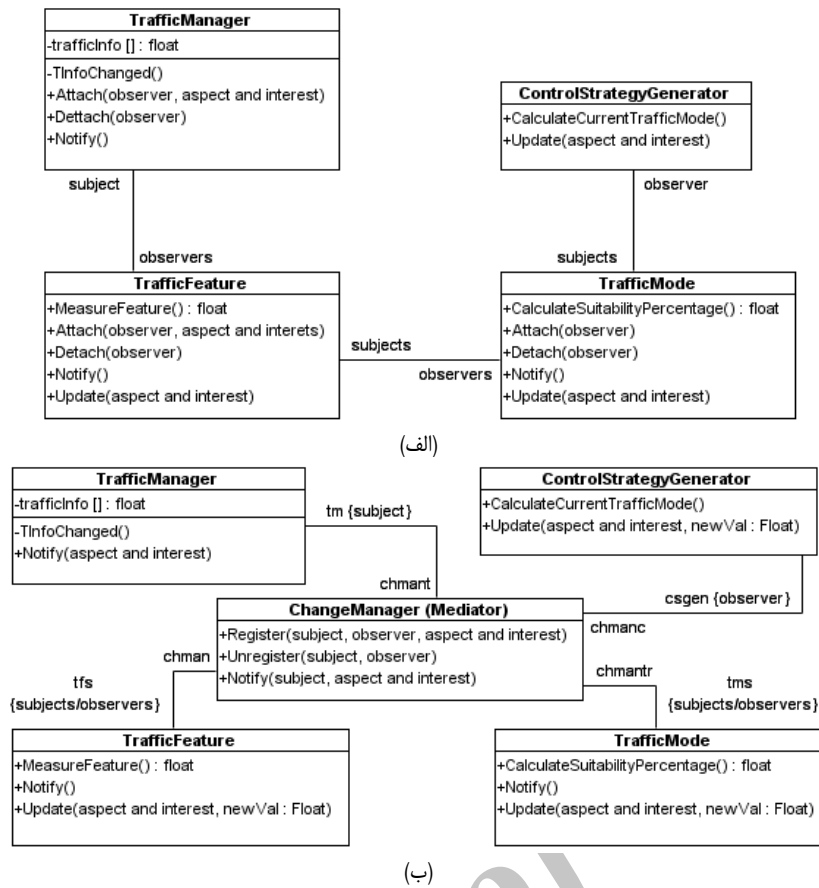 TrafficManager
-trafficInfo [] : float
-TInfoChanged()
+Attach(observer, aspect and interest)
+Dettach(observer)
+Notify()
ControlStrategyGenerator
+CalculateCurrentTrafficMode()
+Update(aspect and interest)
subject
observer
observers
subjects
TrafficFeature
+MeasureFeature() : float
+Attach(observer, aspect and interets)
+Detach(observer)
+Notify()
+Update(aspect and interest)
subjects
observers
TrafficMode
+CalculateSuitabilityPercentage() : float
+Attach(observer)
+Detach(observer)
+Notify()
+Update(aspect and interest)
(الف)
TrafficManager
-trafficInfo [] : float
-TInfoChanged()
+Notify(aspect and interest)
ControlStrategyGenerator
+CalculateCurrentTrafficMode()
+Update(aspect and interest, newVal : Float)
tm {subject}
chmant
csgen {observer}
chmanc
ChangeManager (Mediator)
+Register(subject, observer, aspect and interest)
+Unregister(subject, observer)
+Notify(subject, aspect and interest)
chman
chmantr
tfs
{subjects/observers}
tms
{subjects/observers}
TrafficFeature
+MeasureFeature() : float
+Notify()
+Update(aspect and interest, newVal : Float)
TrafficMode
+CalculateSuitabilityPercentage() : float
+Notify()
+Update(aspect and interest, newVal : Float)
(ب)